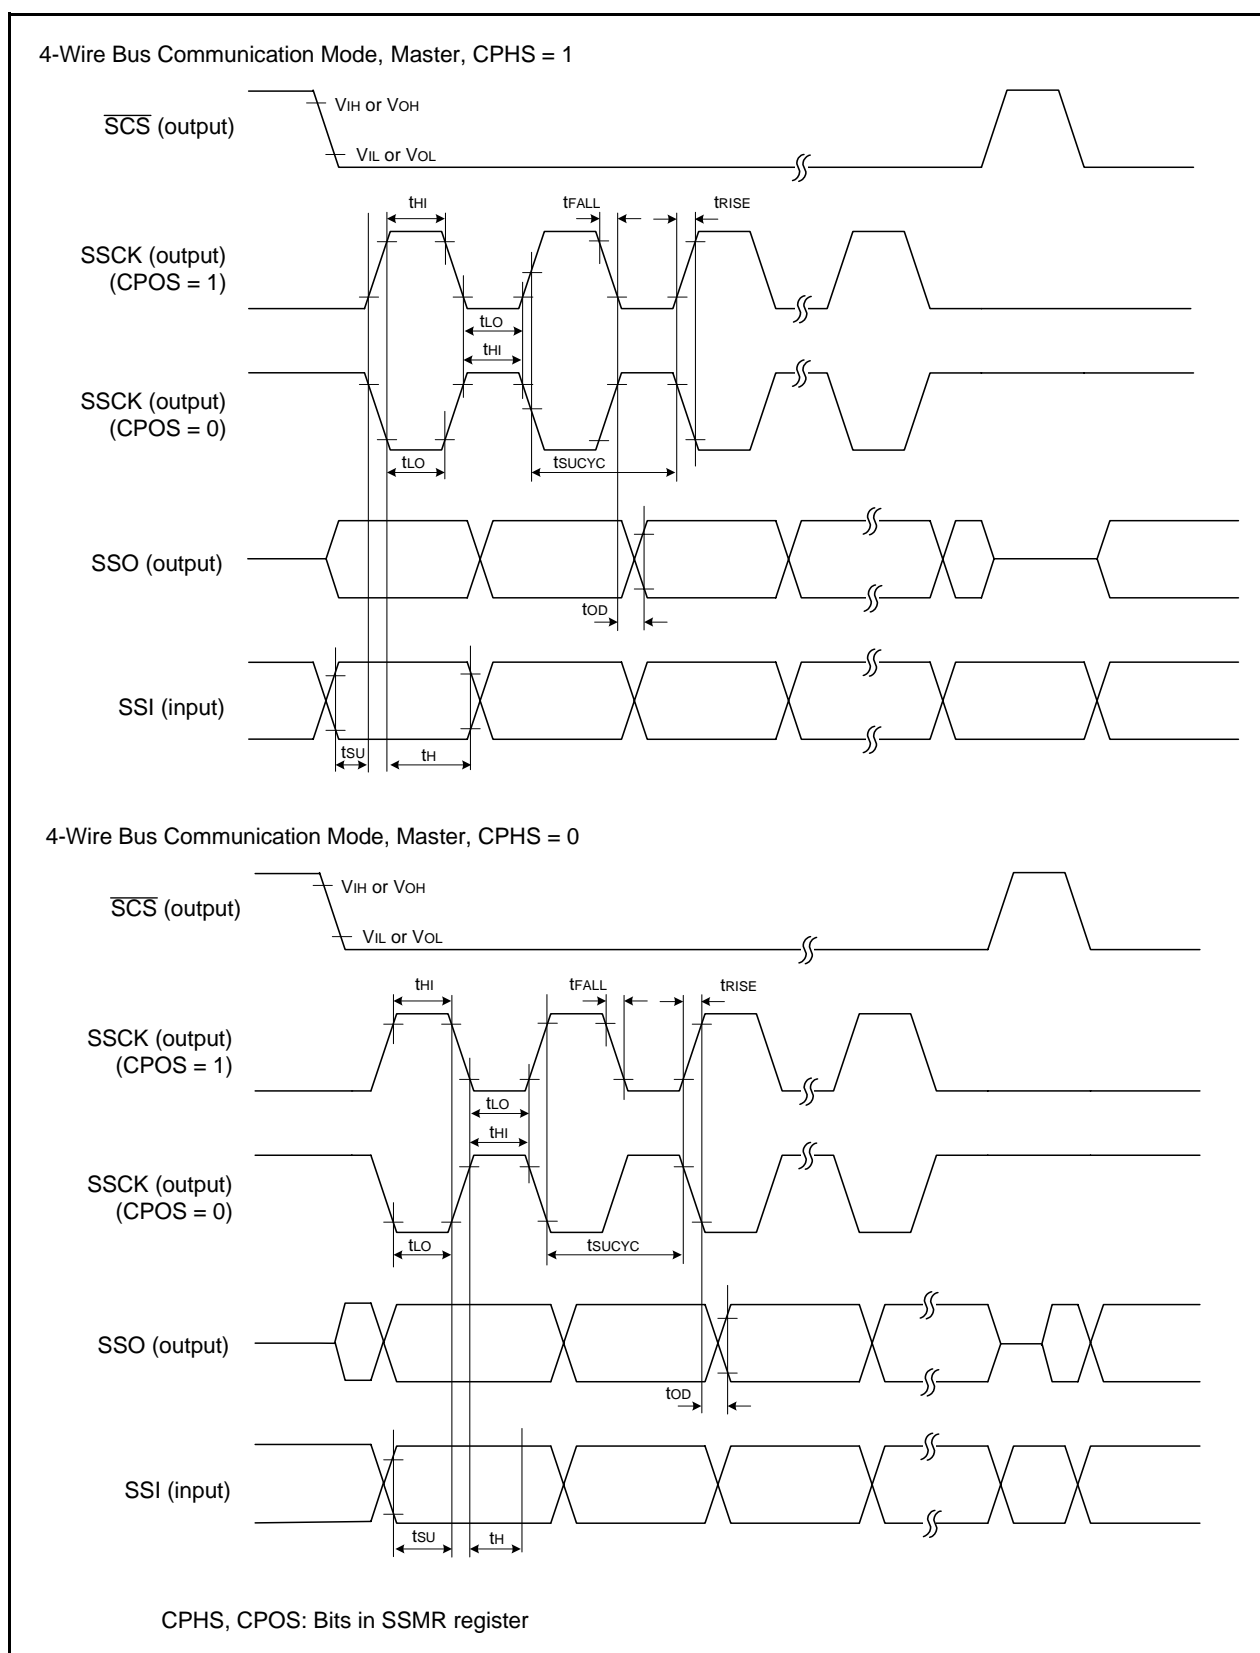 4-Wire Bus Communication Mode, Master, CPHS = 1
SCS (output)
VIH or VOH
VIL or VOL
tHI
tFALL
tRISE
SSCK (output)
(CPOS = 1)
tLO
tHI
SSCK (output)
(CPOS = 0)
tLO
tSUCYC
SSO (output)
tOD
SSI (input)
tSU
tH
4-Wire Bus Communication Mode, Master, CPHS = 0
SCS (output)
VIH or VOH
VIL or VOL
tHI
tFALL
tRISE
SSCK (output)
(CPOS = 1)
tLO
tHI
SSCK (output)
(CPOS = 0)
tLO
tSUCYC
SSO (output)
tOD
SSI (input)
tSU
tH
CPHS, CPOS: Bits in SSMR register